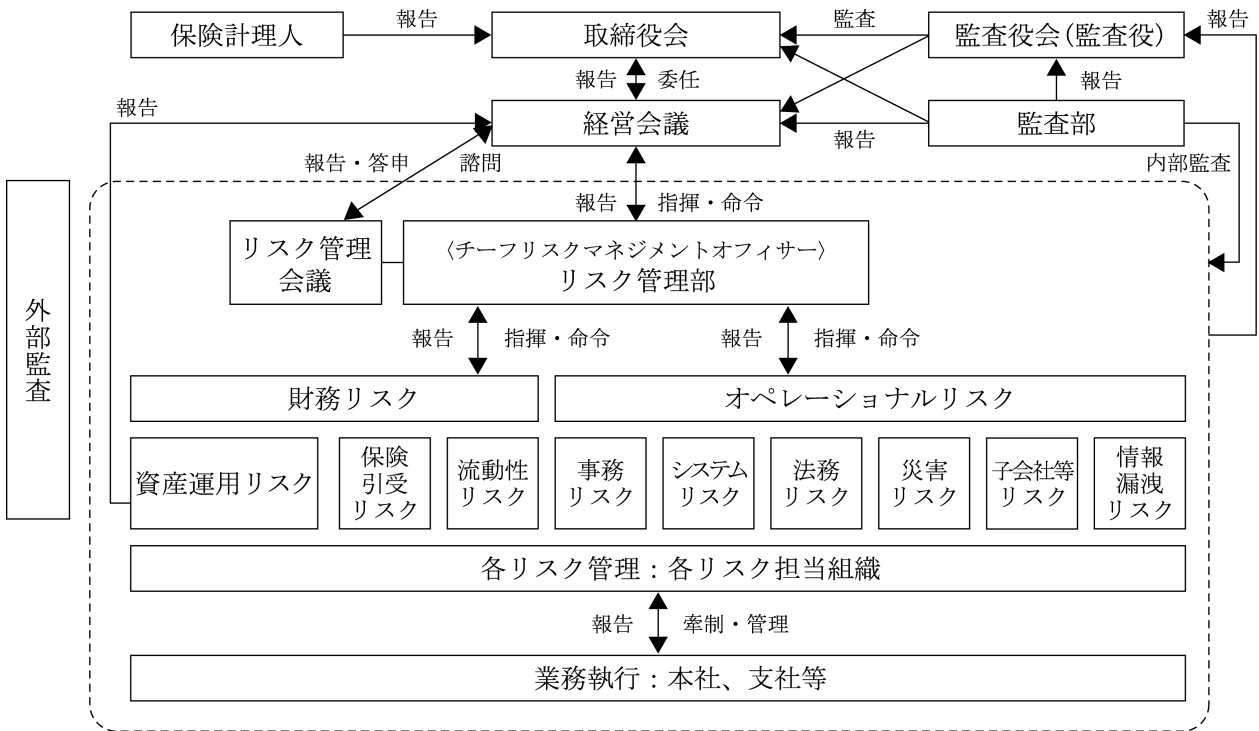 報告
監査
報告
保険計理人
取締役会
監査役会(監査役)
報告
委任
報告
報告
経営会議
監査部
報告
報告・答申
諮問
内部監査
報告
指揮・命令
リスク管理
会議
〈チーフリスクマネジメントオフィサー〉
リスク管理部
外部監査
報告
指揮・命令
報告
指揮・命令
財務リスク
オペレーショナルリスク
資産運用リスク
保険
引受
リスク
流動性
リスク
事務
リスク
システム
リスク
法務
リスク
災害
リスク
子会社等
リスク
情報
漏洩
リスク
各リスク管理：各リスク担当組織
報告
牽制・管理
業務執行：本社、支社等